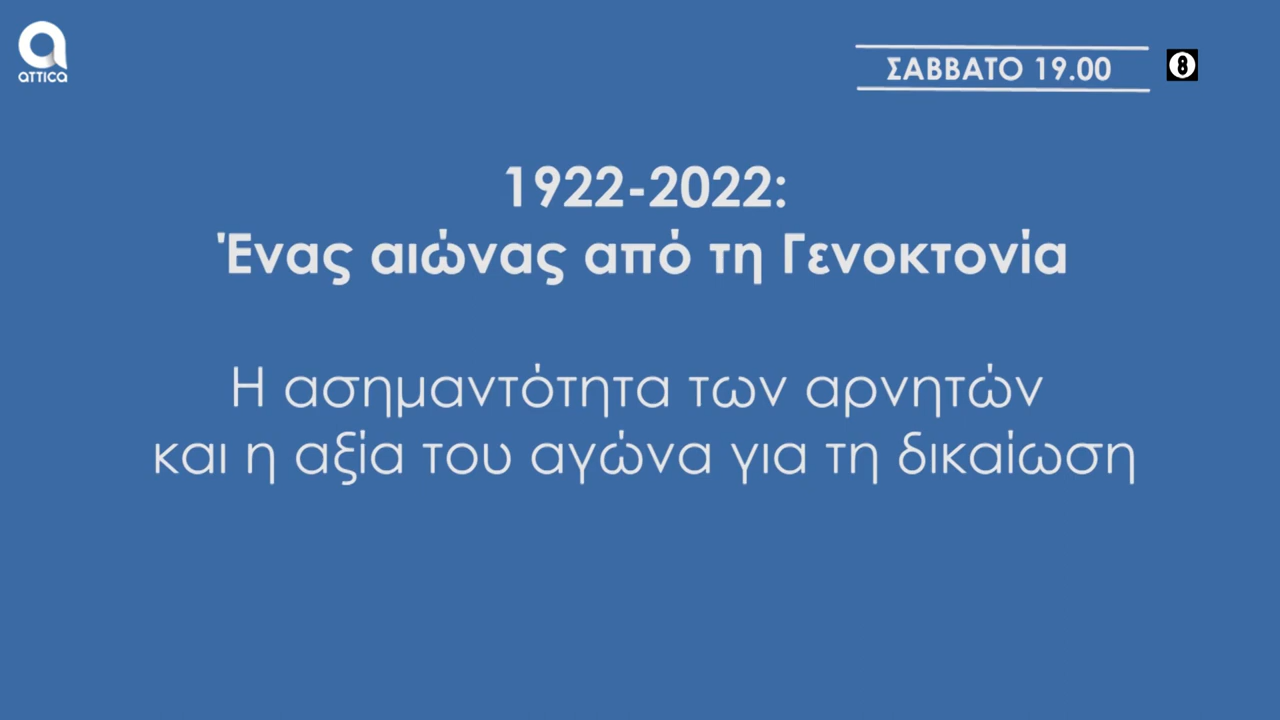 αττιca
ΣΑΒΒΑΤΟ 19.00
8
1922-2022:
Ένας αιώνας από τη Γενοκτονία
Η ασημαντότητα των αρνητών
και η αξία του αγώνα για τη δικαίωση